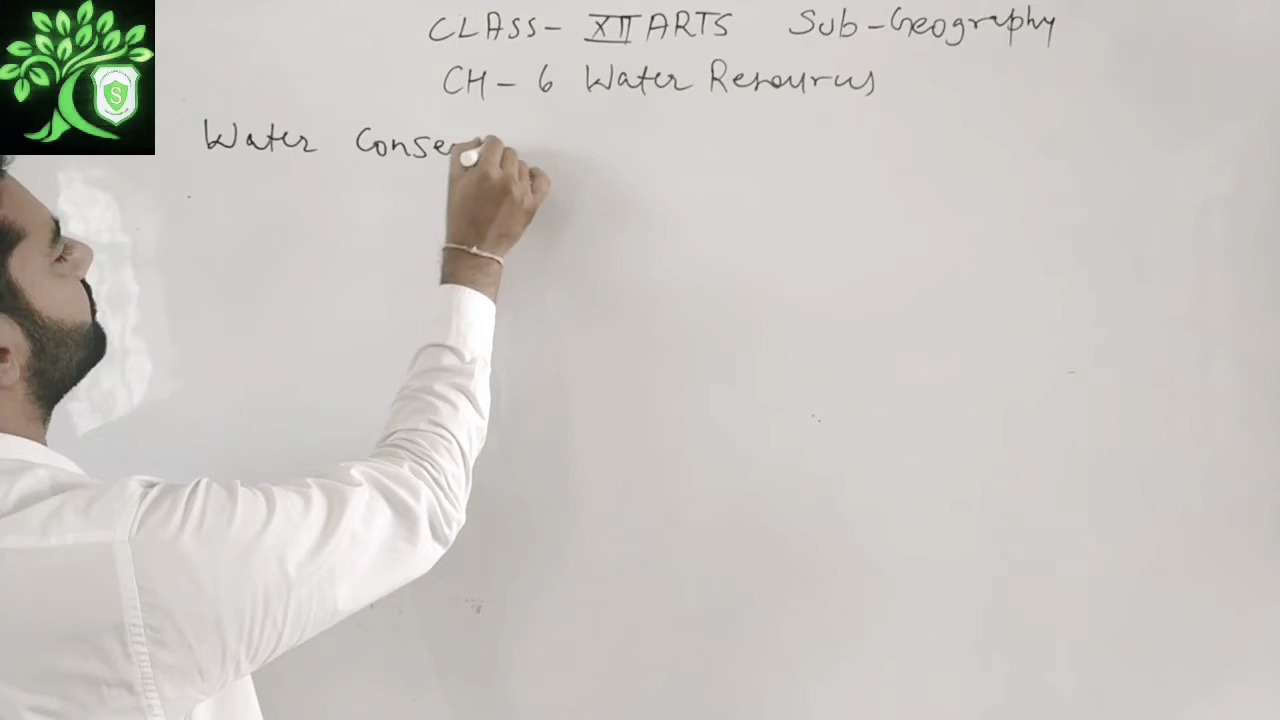 CLASS- XII ARTS Sub-Geography
CH-6 Water Resources
Water Conse
S